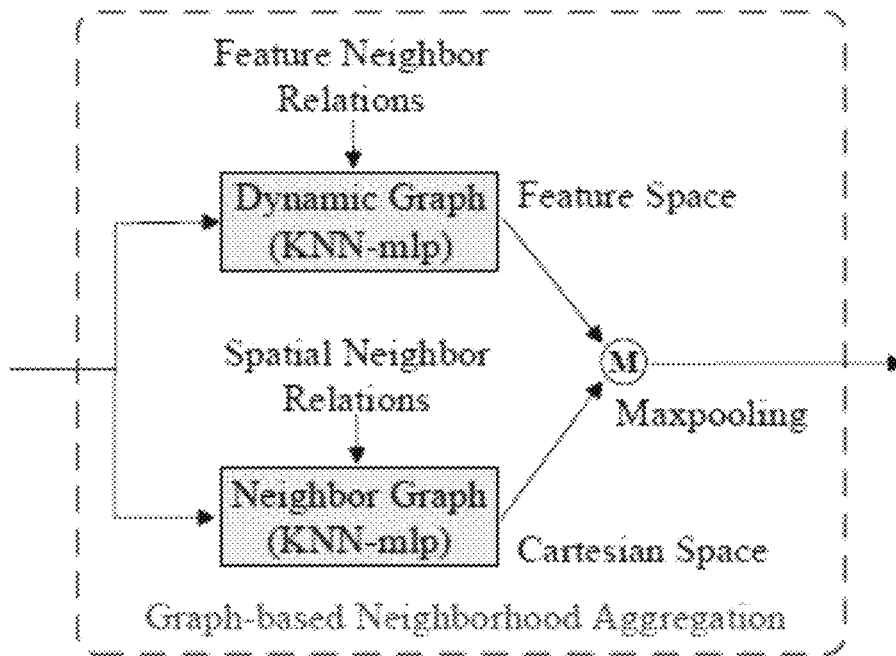 Feature Neighbor
Relations
Dynamic Graph
(KNN-mlp)
Feature Space
Spatial Neighbor
Relations
M
Maxpooling
Neighbor Graph
(KNN-mlp)
Cartesian Space
Graph-based Neighborhood Aggregation